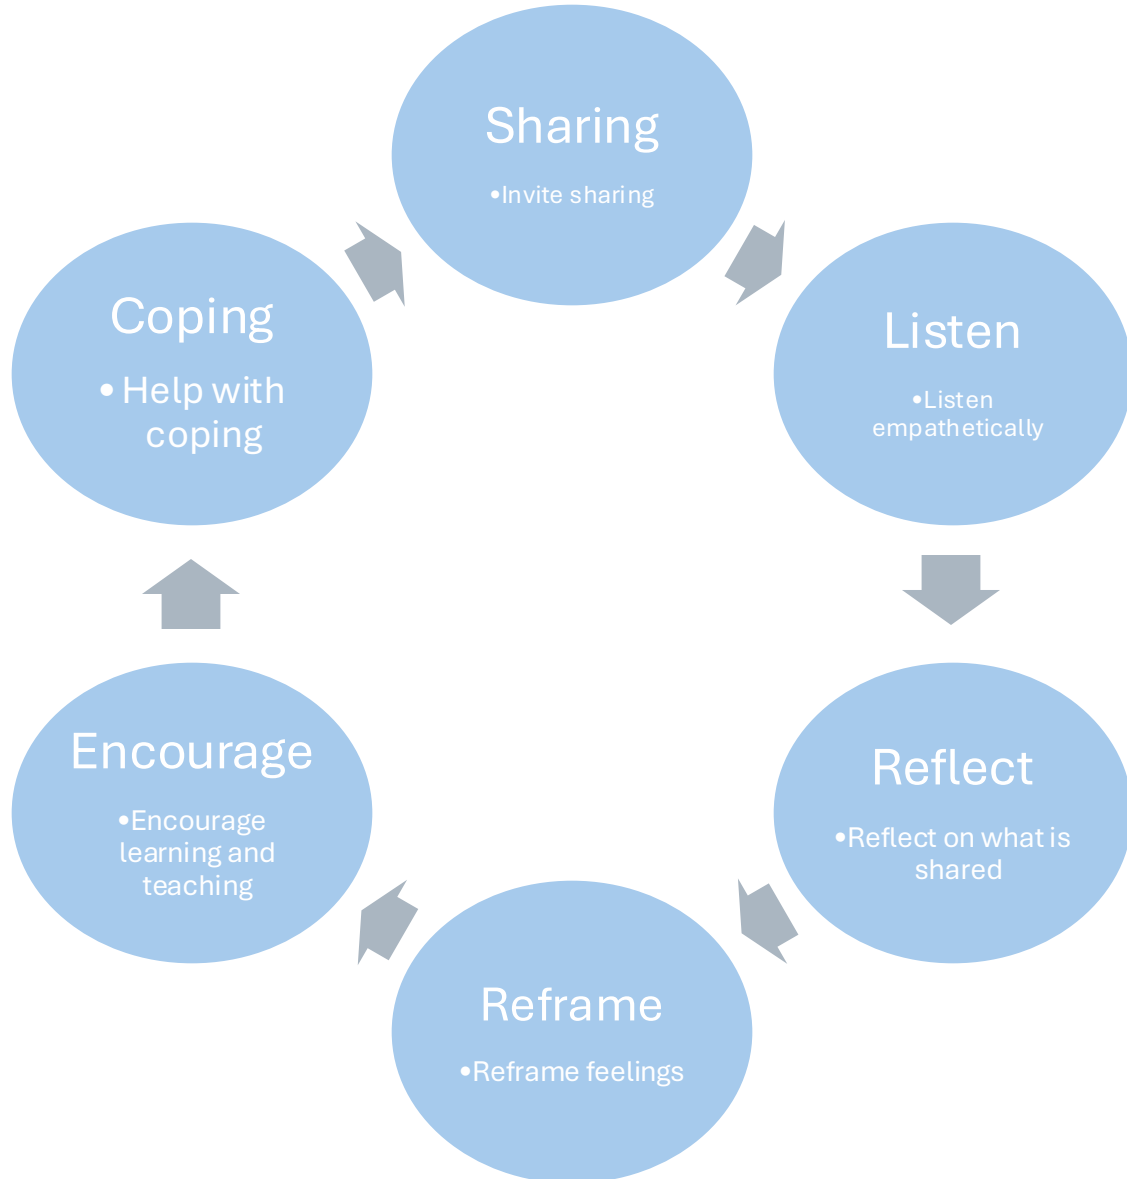 Sharing
•Invite sharing
Listen
•Listen
empathetically
Reflect
•Reflect on what is
shared
Reframe
•Reframe feelings
Encourage
•Encourage
learning and
teaching
Coping
•Help with
coping